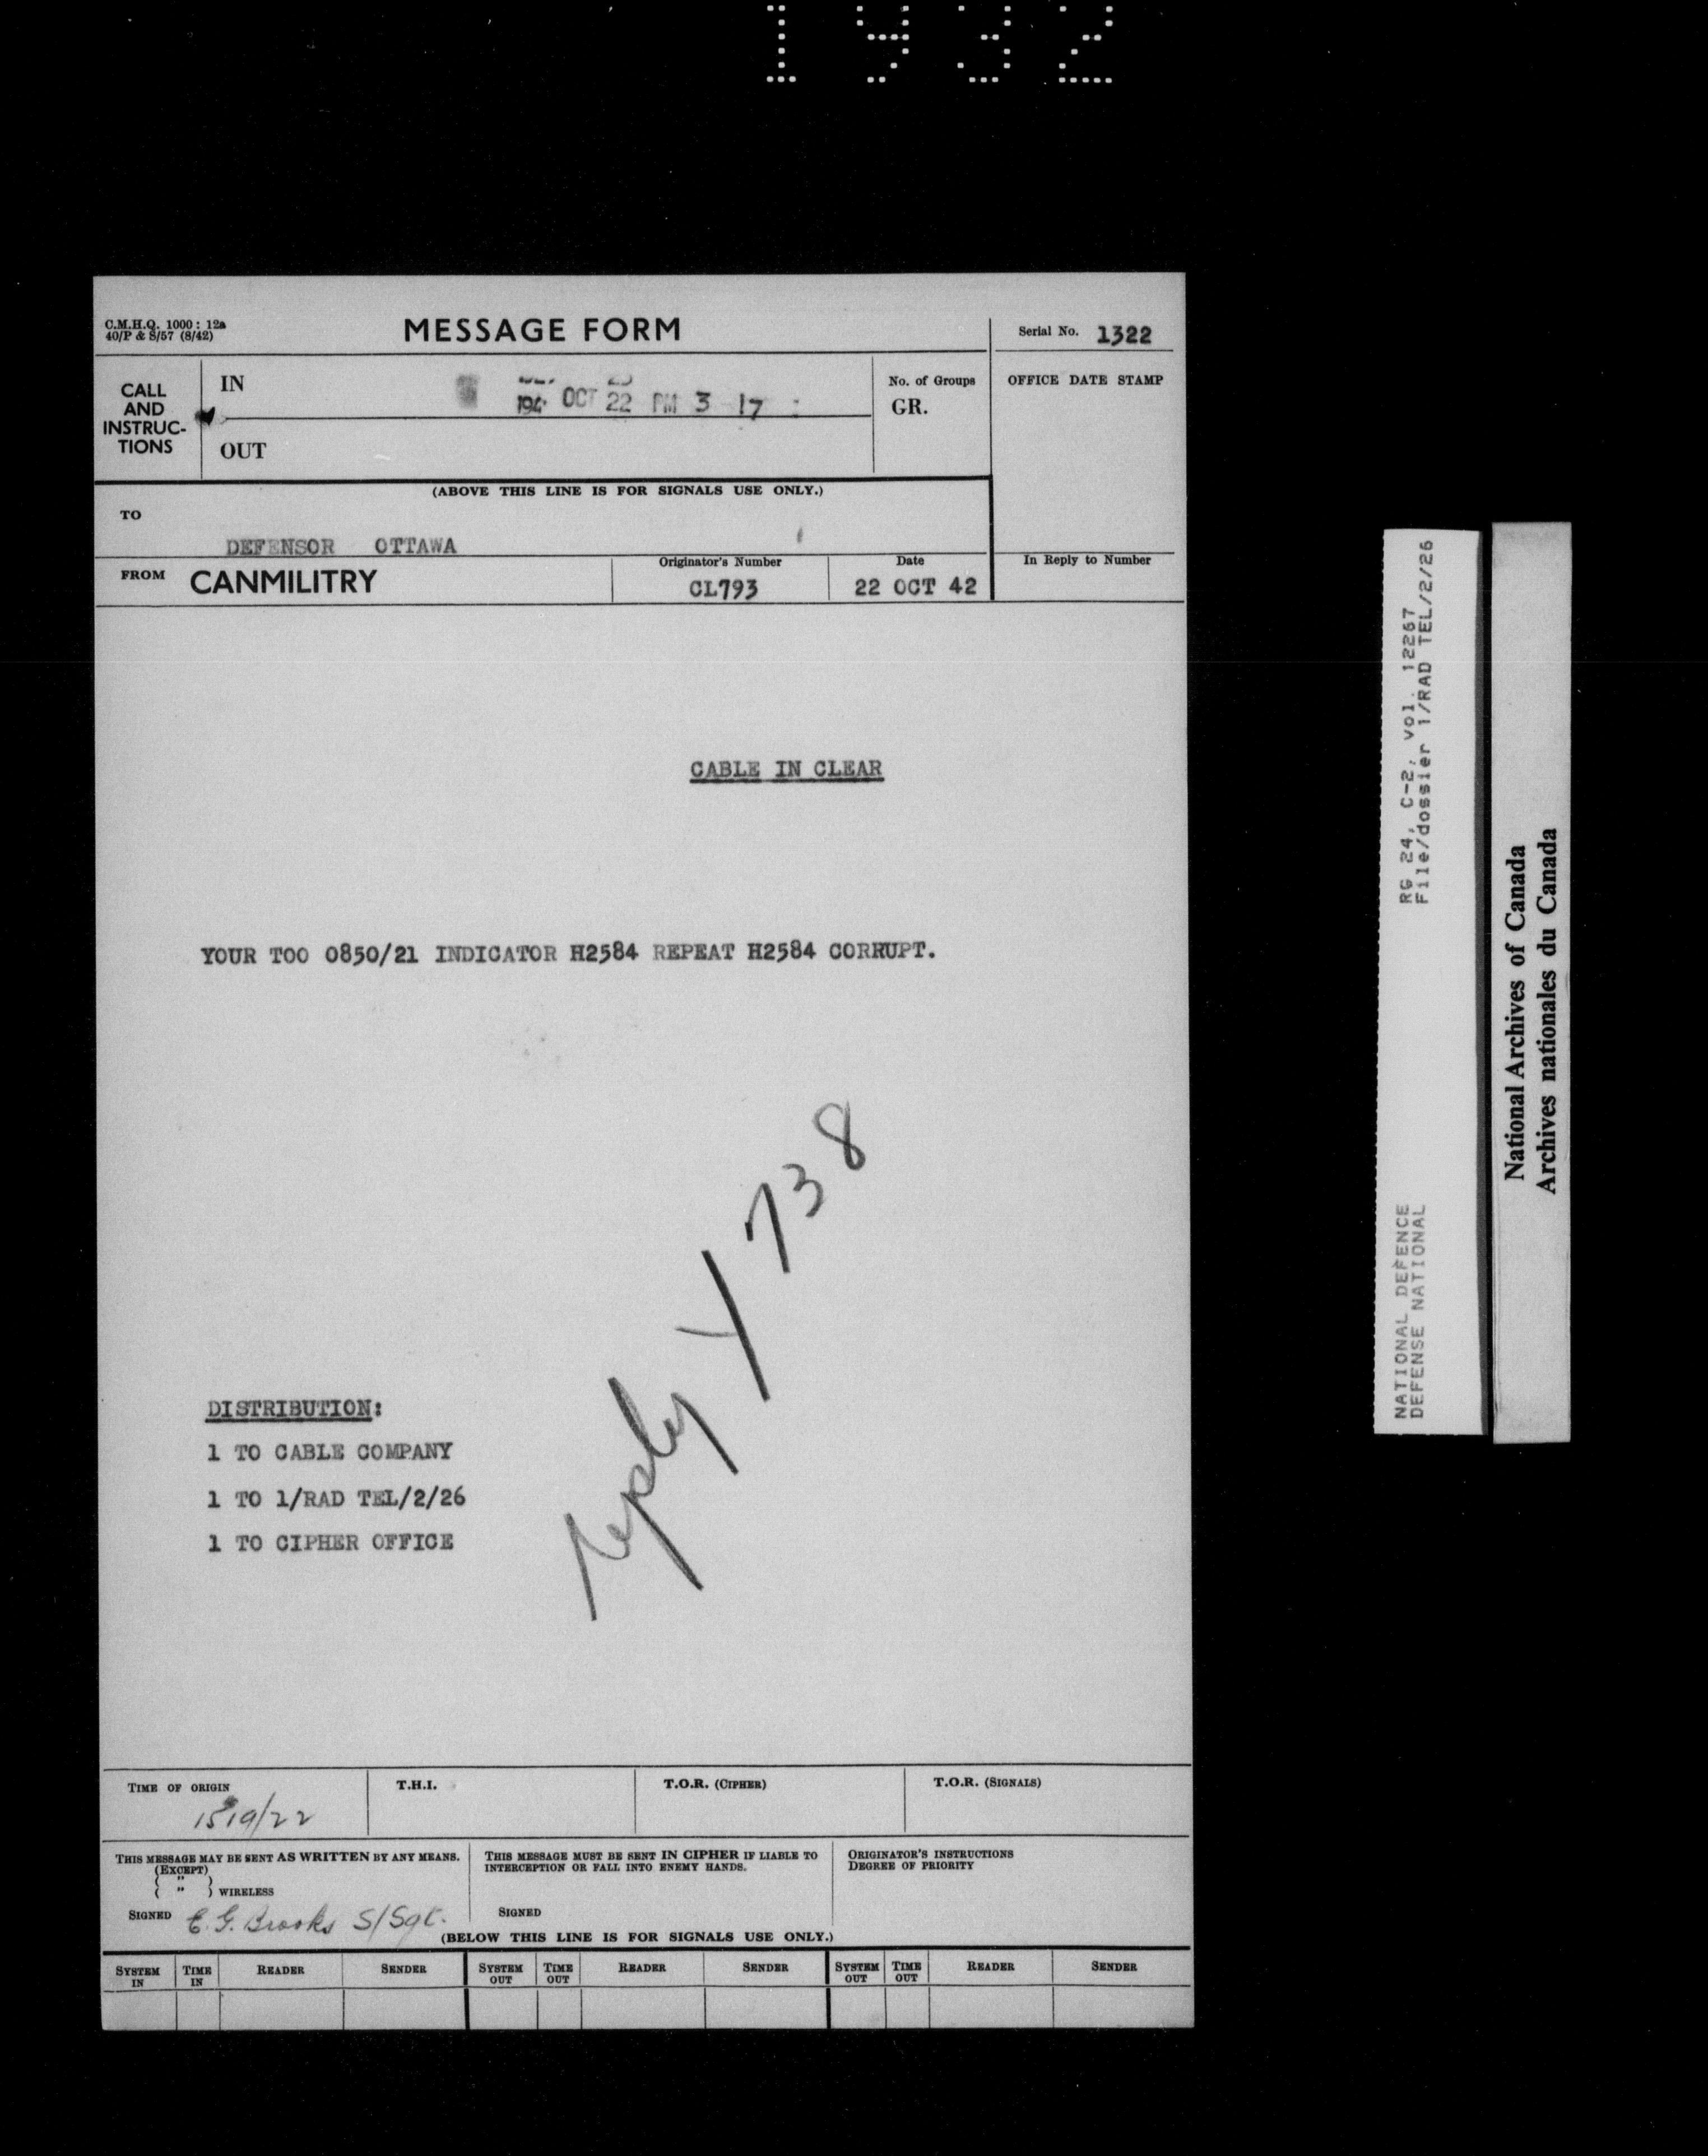 1932
C.M.H.Q. 1000 : 12a
40/P & S/57 (8/42)
MESSAGE FORM
Serial No. 1322
CALL
AND
INSTRUC-
TIONS
IN
194 OCT 22 PM 3 17
OUT
No. of Groups
GR.
OFFICE DATE STAMP
(ABOVE THIS LINE IS FOR SIGNALS USE ONLY.)
TO
DEFENSOR OTTAWA
FROM CANMILITRY
Originator's Number
CL793
Date
22 OCT 42
In Reply to Number
CABLE IN CLEAR
YOUR TOO 0850/21 INDICATOR H2584 REPEAT H2584 CORRUPT.
reply Y 738
DISTRIBUTION:
1 TO CABLE COMPANY
1 TO 1/RAD TEL/2/26
1 TO CIPHER OFFICE
TIME OF ORIGIN
1519/22
T.H.I.
T.O.R. (CIPHER)
T.O.R. (SIGNALS)
THIS MESSAGE MAY BE SENT AS WRITTEN BY ANY MEANS.
(EXCEPT)
( " )
( " ) WIRELESS
SIGNED E. G. Brooks S/Sgt.
THIS MESSAGE MUST BE SENT IN CIPHER IF LIABLE TO
INTERCEPTION OR FALL INTO ENEMY HANDS.
SIGNED
ORIGINATOR'S INSTRUCTIONS
DEGREE OF PRIORITY
(BELOW THIS LINE IS FOR SIGNALS USE ONLY.)
SYSTEM IN TIME IN READER SENDER SYSTEM OUT TIME OUT READER SENDER SYSTEM OUT TIME OUT READER SENDER
NATIONAL DEFENCE RG 24, C-2, vol. 12267
DEFENSE NATIONAL File/dossier 1/RAD TEL/2/26
National Archives of Canada
Archives nationales du Canada